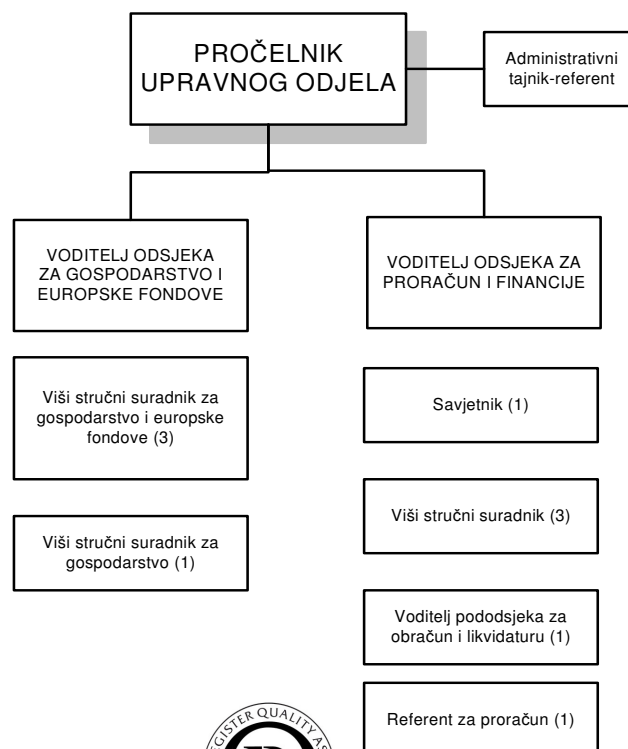 PROČELNIK
UPRAVNOG ODJELA
Administrativni
tajnik-referent
VODITELJ ODSJEKA
ZA GOSPODARSTVO I
EUROPSKE FONDOVE
VODITELJ ODSJEKA ZA
PRORAČUN I FINANCIJE
Viši stručni suradnik za
gospodarstvo i europske
fondove (3)
Savjetnik (1)
Viši stručni suradnik za
gospodarstvo (1)
Viši stručni suradnik (3)
Voditelj pododsjeka za
obračun i likvidaturu (1)
Referent za proračun (1)
QUALITY